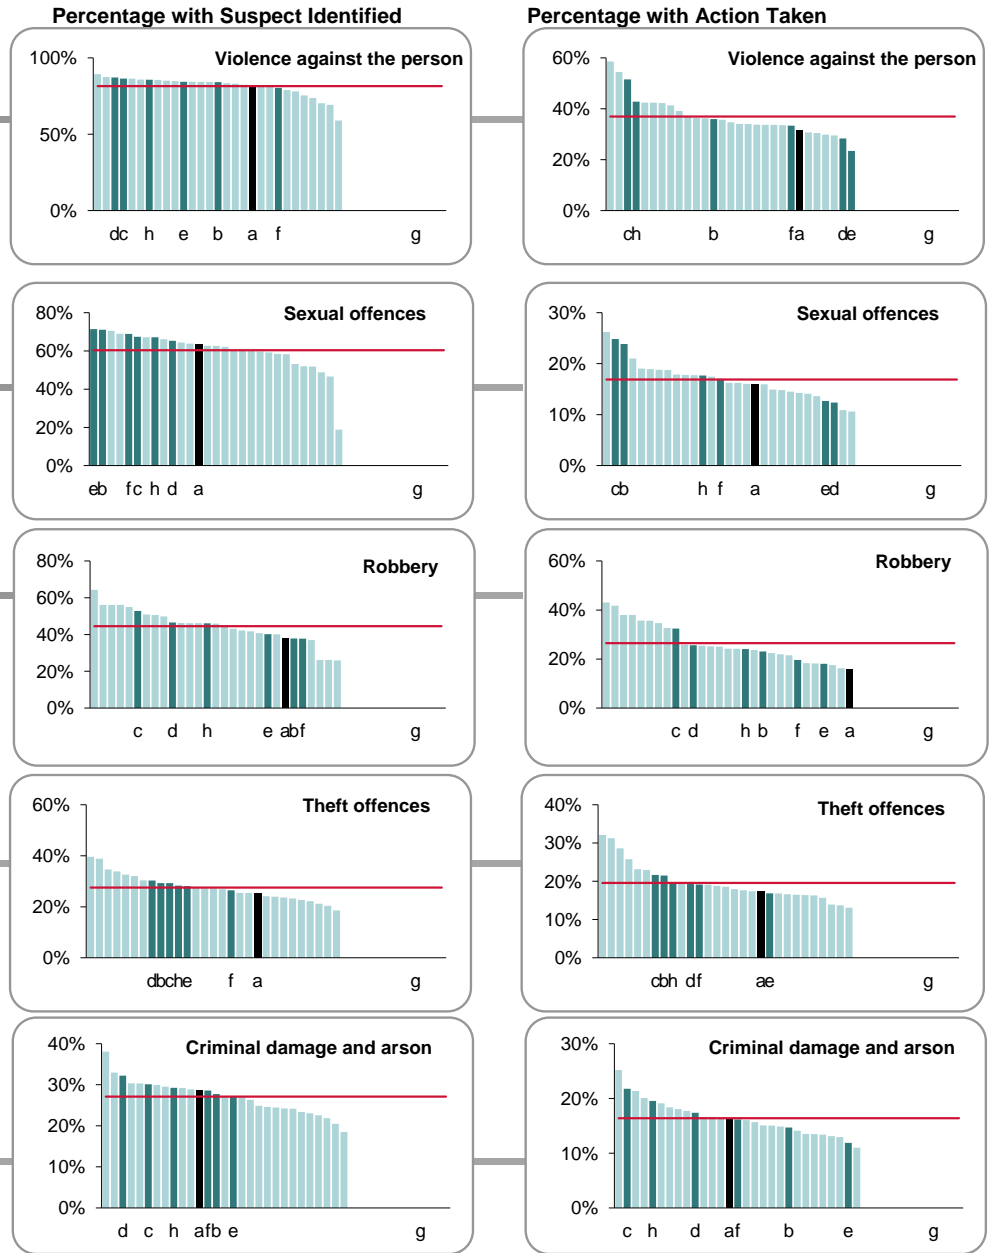 Percentage with Suspect Identified
Percentage with Action Taken
Violence against the person
100%
50%
0%
dc h e b a f g
Violence against the person
60%
40%
20%
0%
ch b fa de g
Sexual offences
80%
60%
40%
20%
0%
eb fc h d a g
Sexual offences
30%
20%
10%
0%
cb h f a ed g
Robbery
80%
60%
40%
20%
0%
c d h e abf g
Robbery
60%
40%
20%
0%
c d h b f e a g
Theft offences
60%
40%
20%
0%
dbche f a g
Theft offences
40%
30%
20%
10%
0%
cbh df ae g
Criminal damage and arson
40%
30%
20%
10%
0%
d c h afb e g
Criminal damage and arson
30%
20%
10%
0%
c h d af b e g